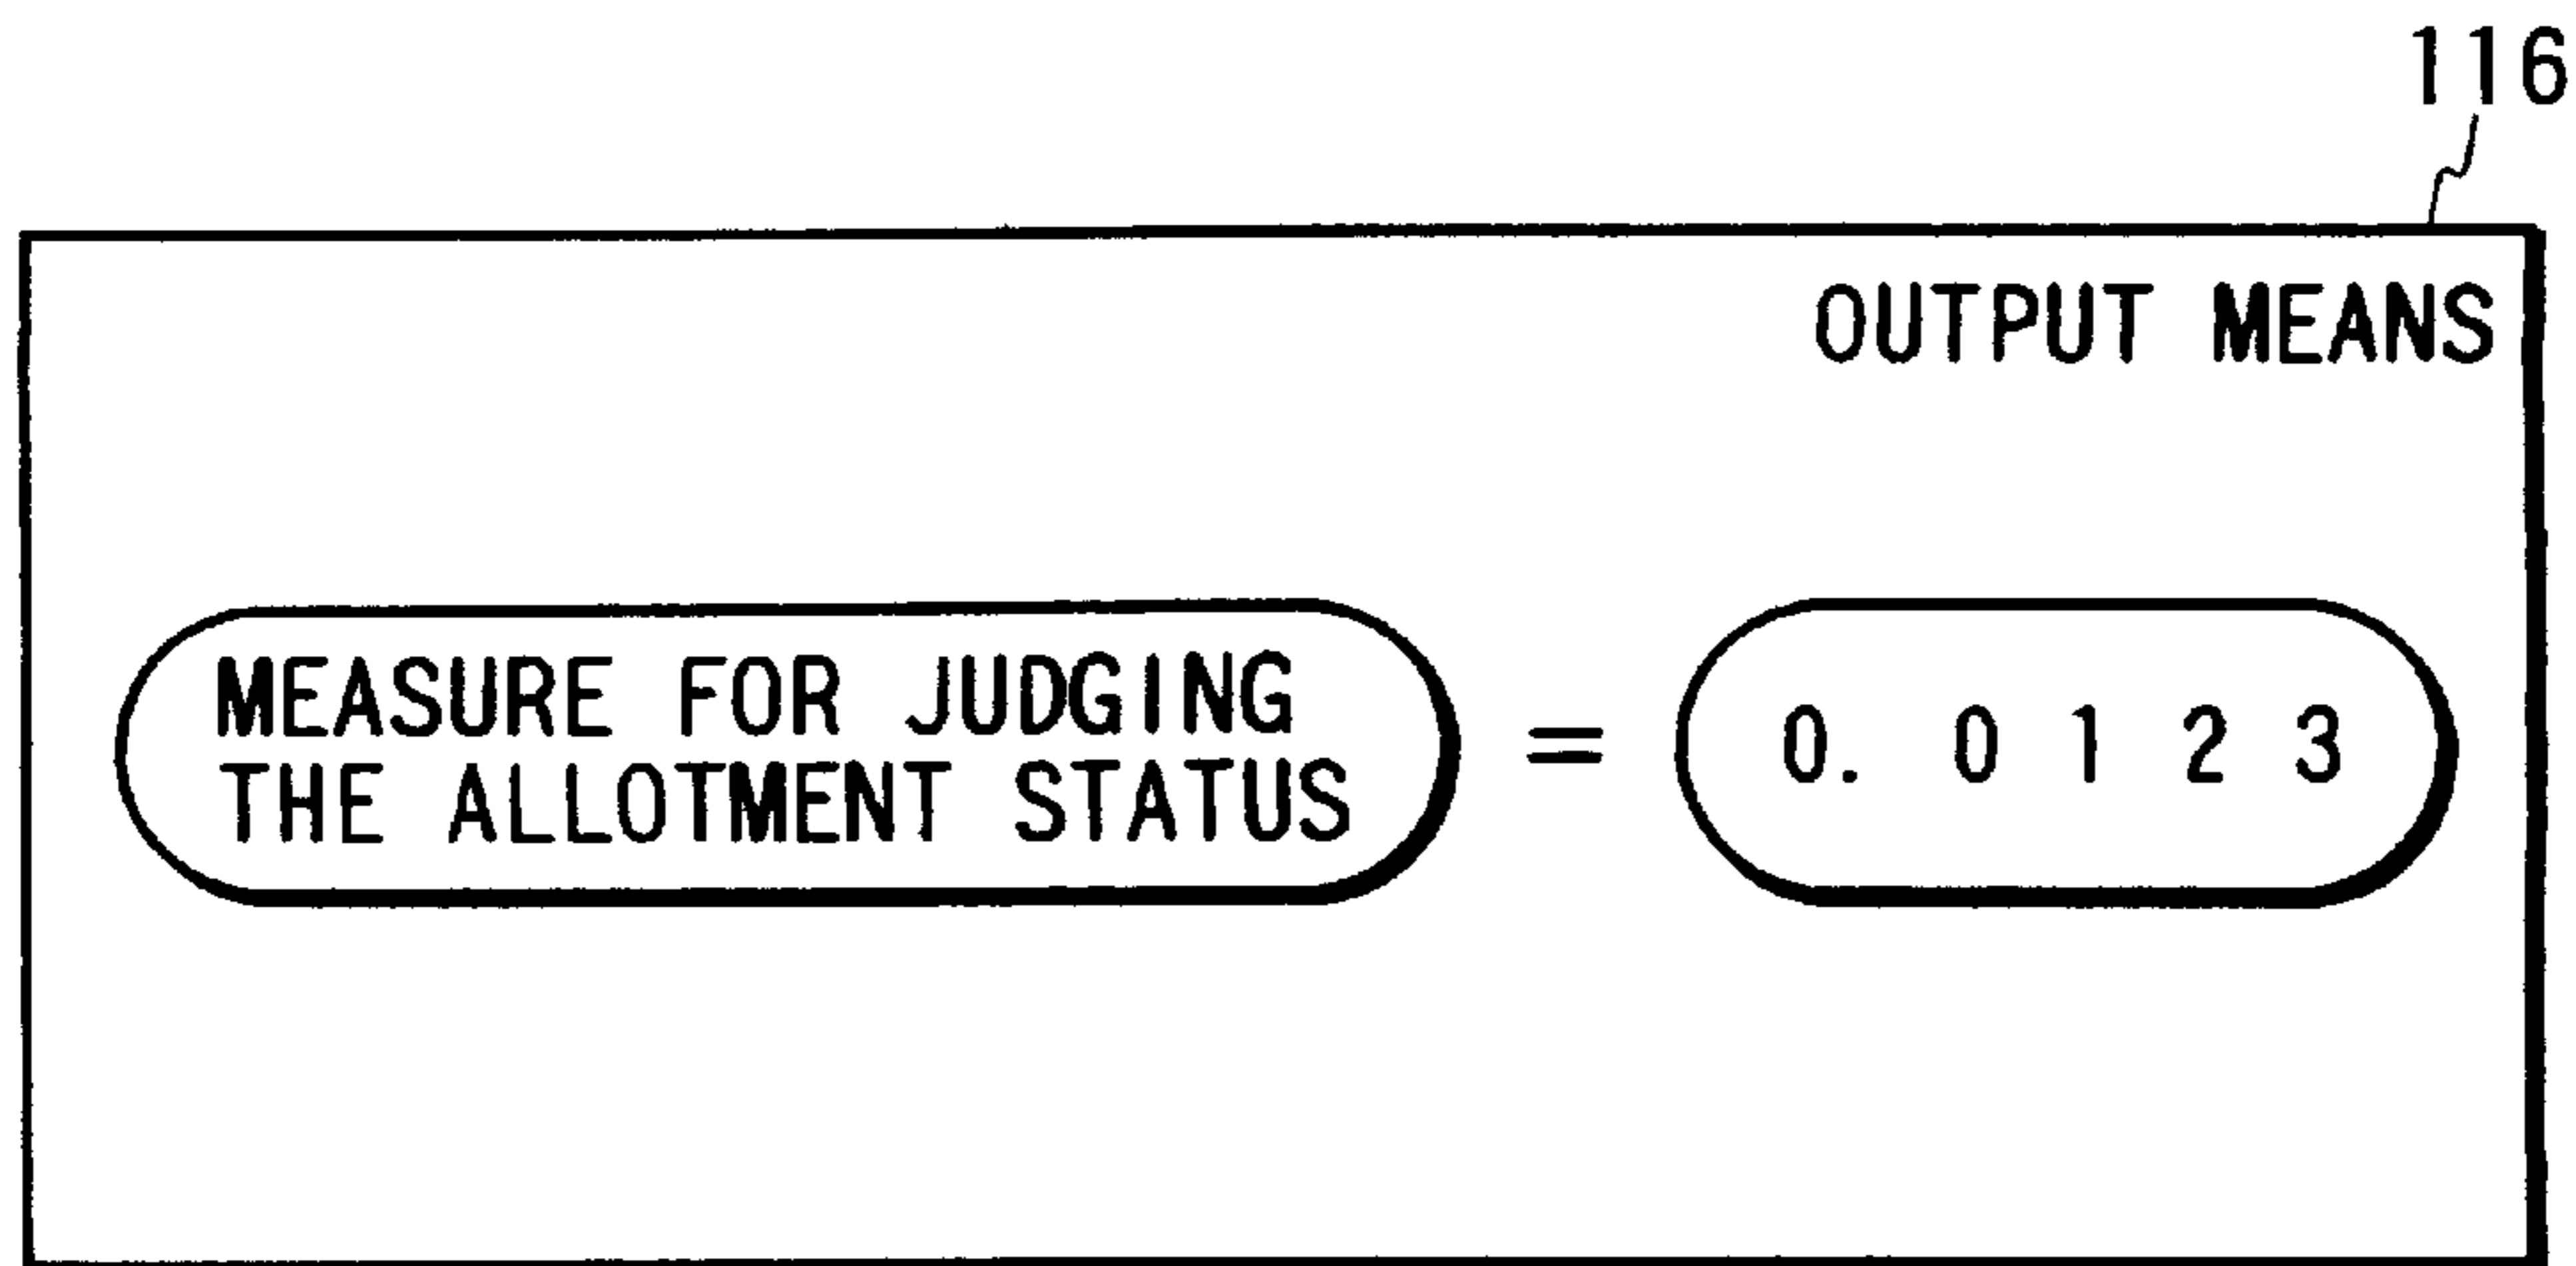 116
OUTPUT MEANS
MEASURE FOR JUDGING
THE ALLOTMENT STATUS
=
0. 0 1 2 3